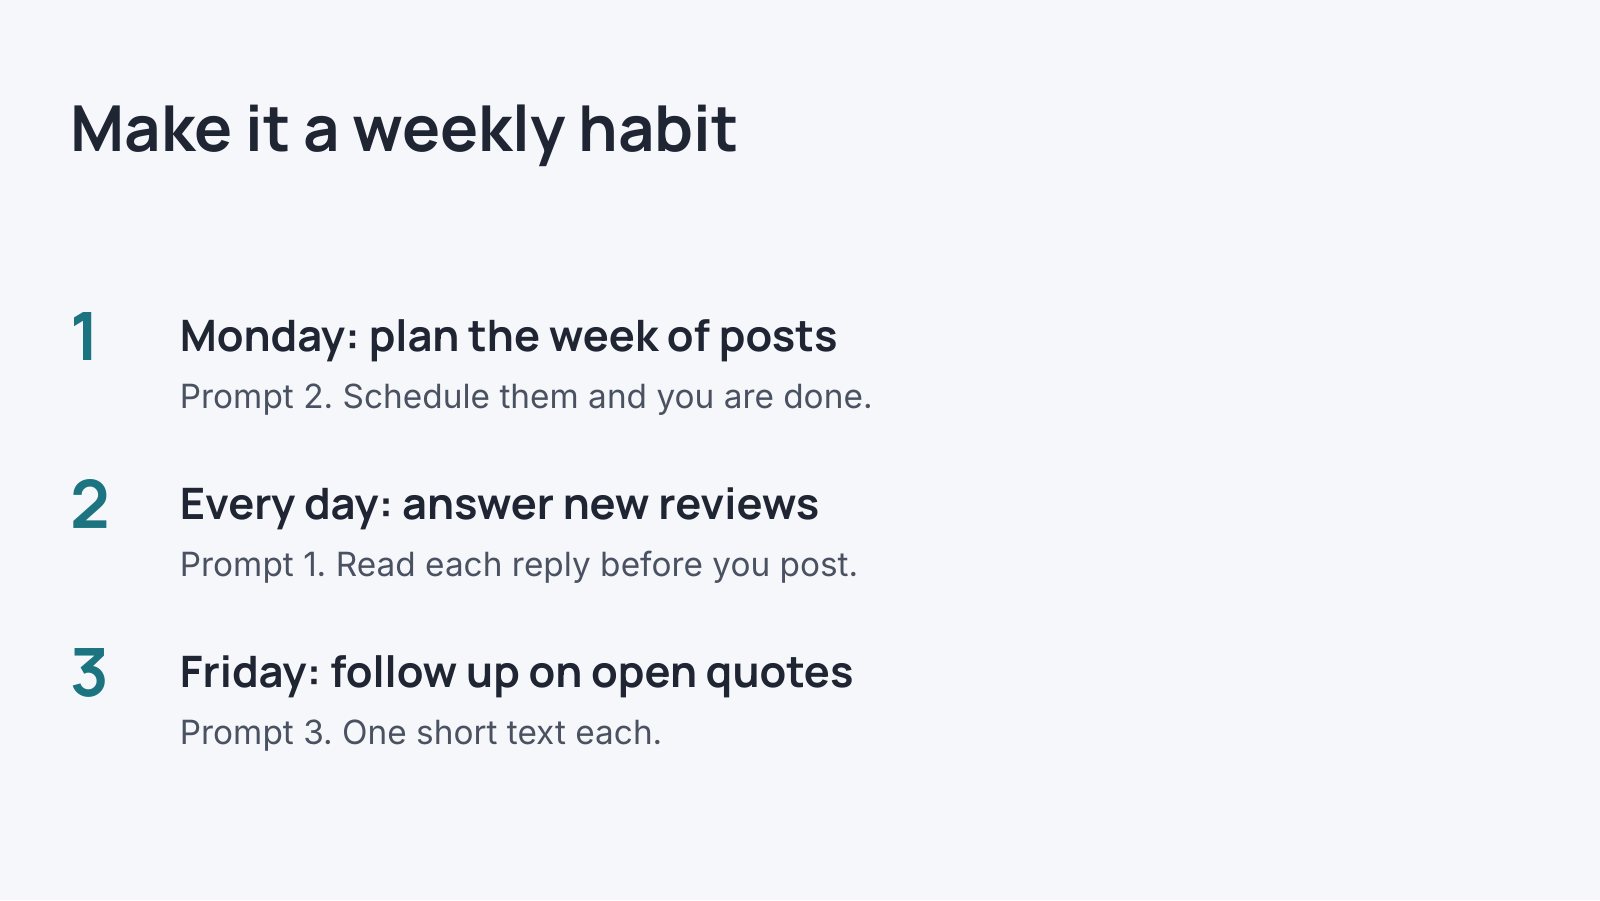 Make it a weekly habit
1
Monday: plan the week of posts
Prompt 2. Schedule them and you are done.
2
Every day: answer new reviews
Prompt 1. Read each reply before you post.
3
Friday: follow up on open quotes
Prompt 3. One short text each.